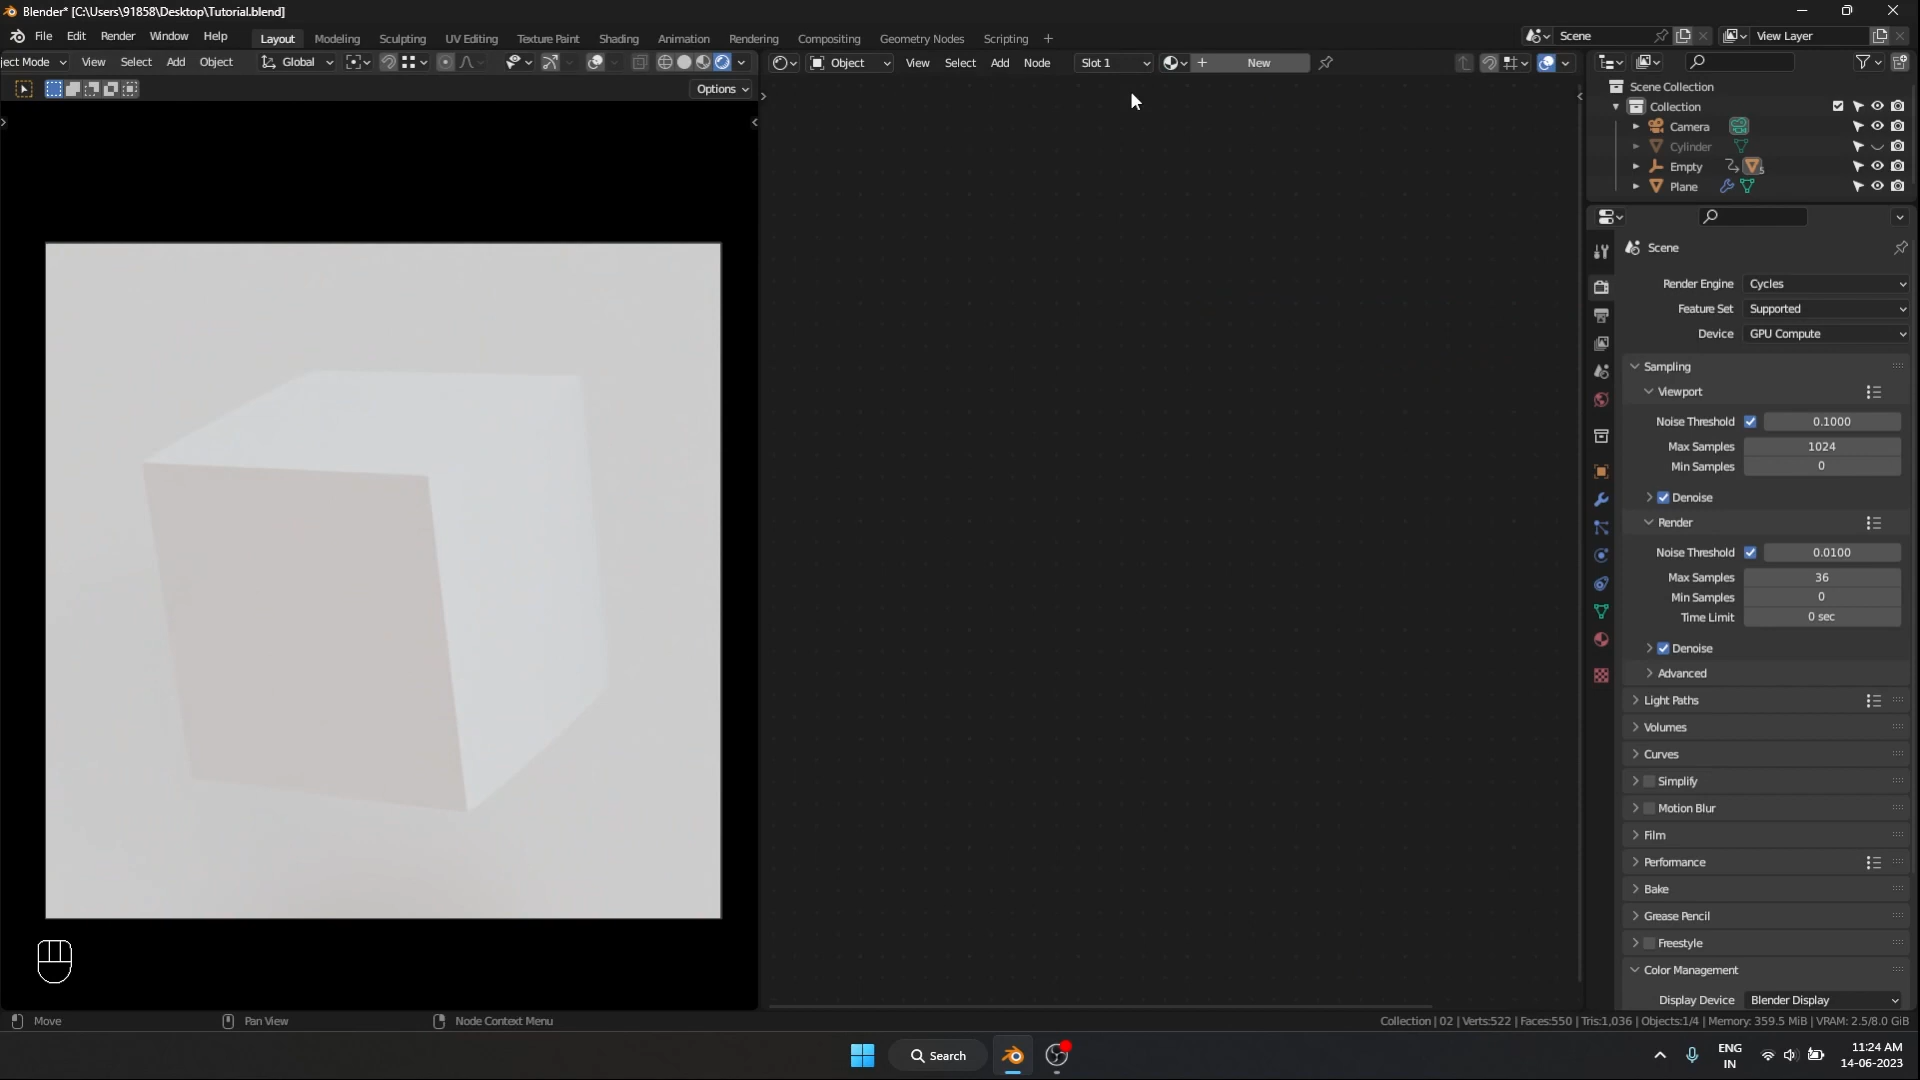 Blender* [C:\Users\91858\Desktop\Tutorial.blend]
File Edit Render Window Help Layout Modeling Sculpting UV Editing Texture Paint Shading Animation Rendering Compositing Geometry Nodes Scripting + Scene View Layer
ject Mode View Select Add Object Global Object View Select Add Node Slot 1 + New
Options
Scene Collection
Collection
Camera
Cylinder
Empty 5
Plane
Scene
Render Engine Cycles
Feature Set Supported
Device GPU Compute
Sampling
Viewport
Noise Threshold 0.1000
Max Samples 1024
Min Samples 0
Denoise
Render
Noise Threshold 0.0100
Max Samples 36
Min Samples 0
Time Limit 0 sec
Denoise
Advanced
Light Paths
Volumes
Curves
Simplify
Motion Blur
Film
Performance
Bake
Grease Pencil
Freestyle
Color Management
Display Device Blender Display
Move Pan View Node Context Menu Collection | 02 | Verts:522 | Faces:550 | Tris:1,036 | Objects:1/4 | Memory: 359.5 MiB | VRAM: 2.5/8.0 GiB
Search
ENG
IN
11:24 AM
14-06-2023